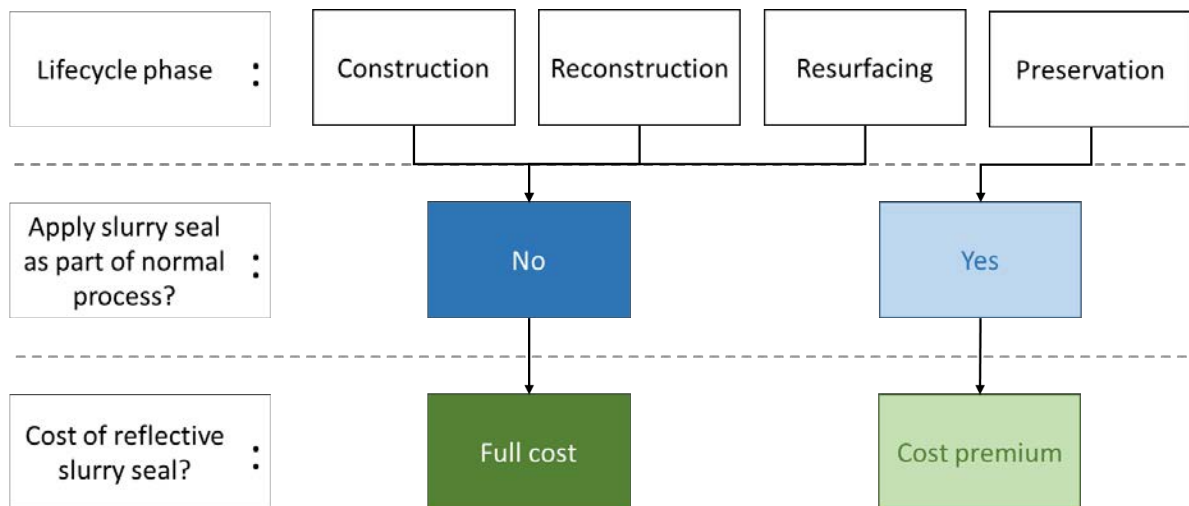 Lifecycle phase :
Construction
Reconstruction
Resurfacing
Preservation
Apply slurry seal
as part of normal :
process?
No
Yes
Cost of reflective :
slurry seal?
Full cost
Cost premium